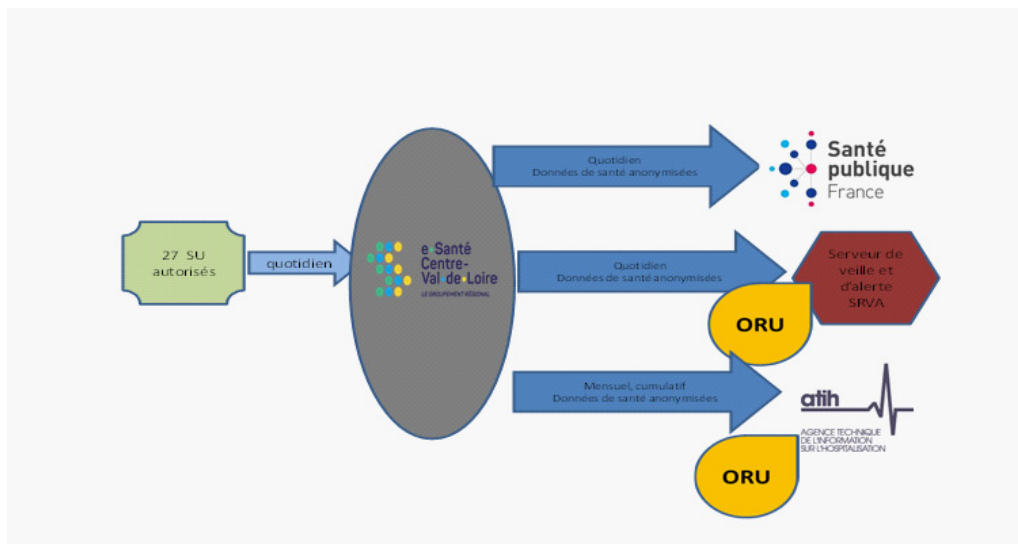 27 SU
autorisés
quotidien
e-Santé
Centre-
Val•de•Loire
LE GROUPEMENT RÉGIONAL
Quotidien
Données de santé anonymisées
Santé
publique
France
Quotidien
Données de santé anonymisées
Serveur de
veille et
d'alerte
SRVA
ORU
Mensuel, cumulatif
Données de santé anonymisées
atih
AGENCE TECHNIQUE
DE L'INFORMATION
SUR L'HOSPITALISATION
ORU